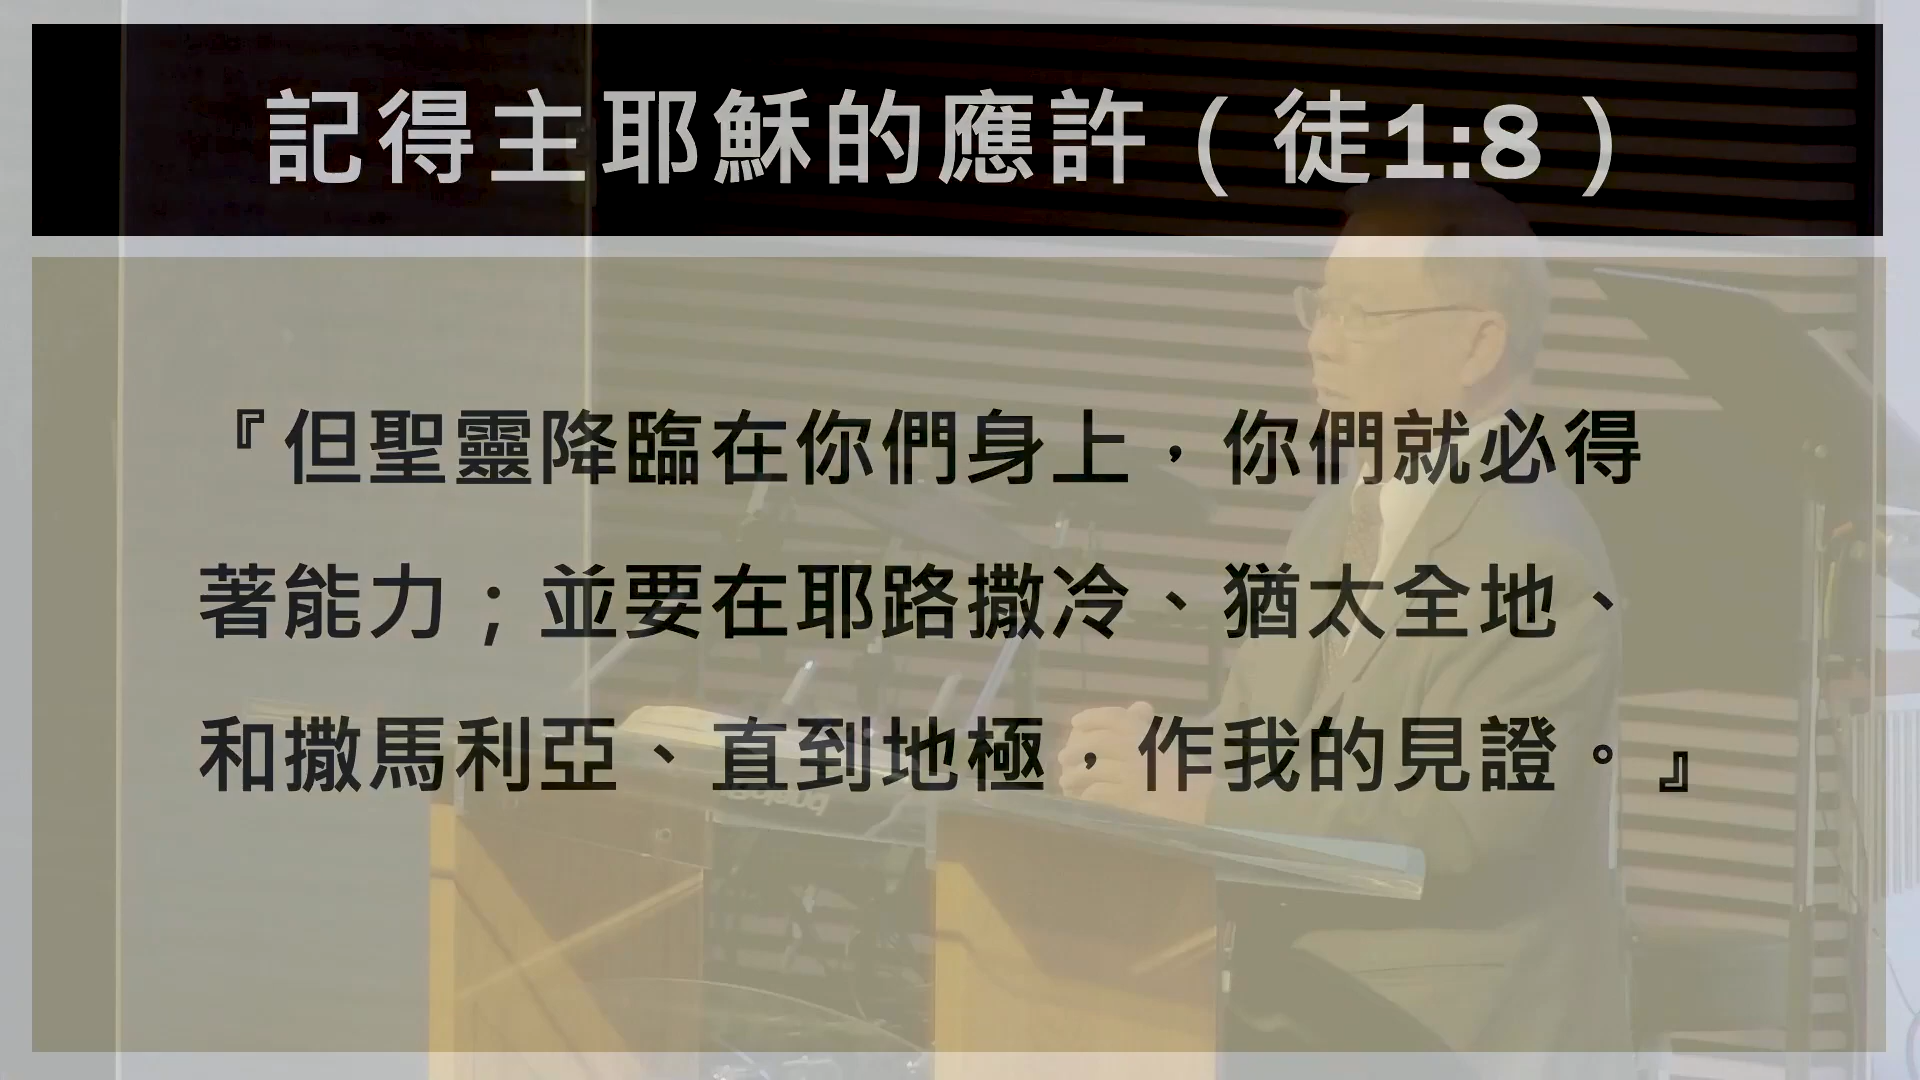 記得主耶穌的應許（徒1:8）
『但聖靈降臨在你們身上，你們就必得
著能力；並要在耶路撒冷、猶太全地、
和撒馬利亞、直到地極，作我的見證。』